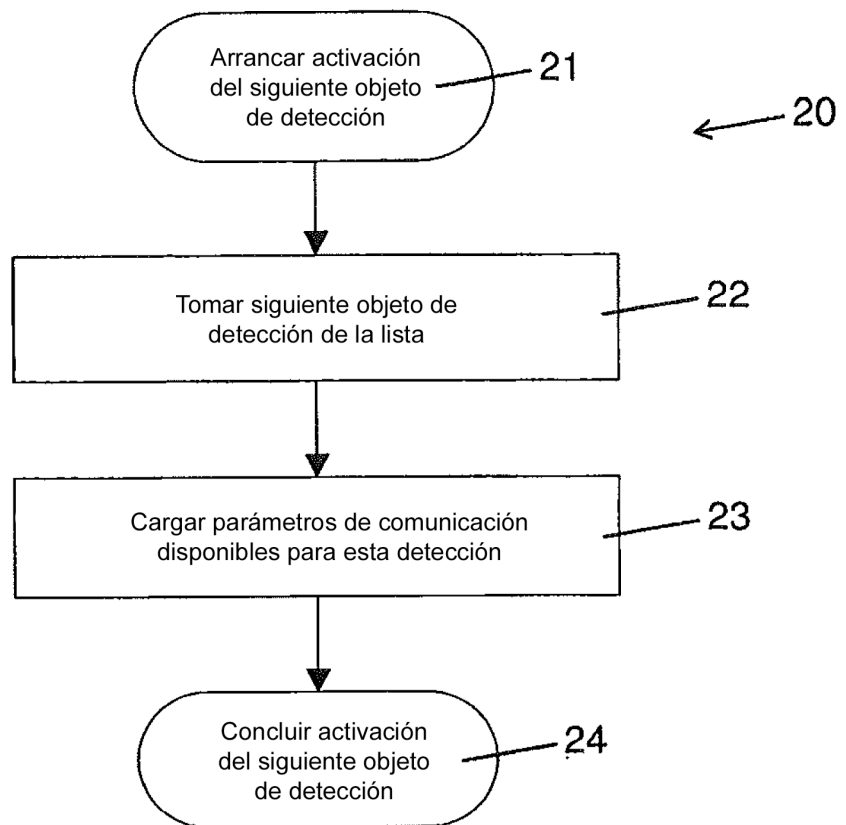 Arrancar activación
del siguiente objeto
de detección
21
20
Tomar siguiente objeto de
detección de la lista
22
Cargar parámetros de comunicación
disponibles para esta detección
23
Concluir activación
del siguiente objeto
de detección
24